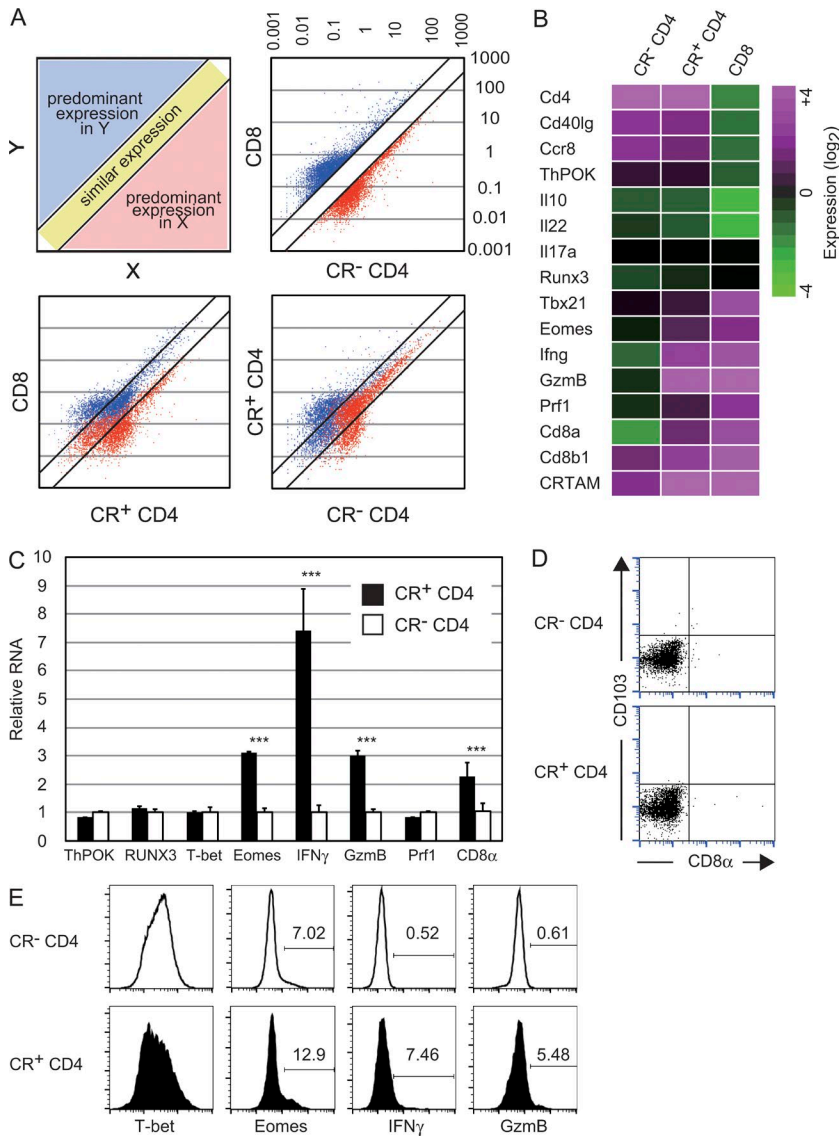 A
0.001
0.1
1
10
1000
predominant
expression
in Y
similar expression
predominant
expression
in X
Y
X
CD8
1000
100
10
1
0.1
0.01
0.001
CR- CD4
CD8
CR+ CD4
CR+ CD4
CR- CD4
B
CR- CD4
CR+ CD4
CD8
Cd4
Cd40lg
Ccr8
ThPOK
Il10
Il22
Il17a
Runx3
Tbx21
Eomes
Ifng
GzmB
Prf1
Cd8a
Cd8b1
CRTAM
+4
0
-4
Expression (log2)
C
Relative RNA
10
9
8
7
6
5
4
3
2
1
0
***
***
***
***
CR+ CD4
CR- CD4
ThPOK
RUNX3
T-bet
Eomes
IFNγ
GzmB
Prf1
CD8α
D
CR- CD4
CR+ CD4
CD103
CD8α
E
CR- CD4
7.02
0.52
0.61
CR+ CD4
12.9
7.46
5.48
T-bet
Eomes
IFNγ
GzmB